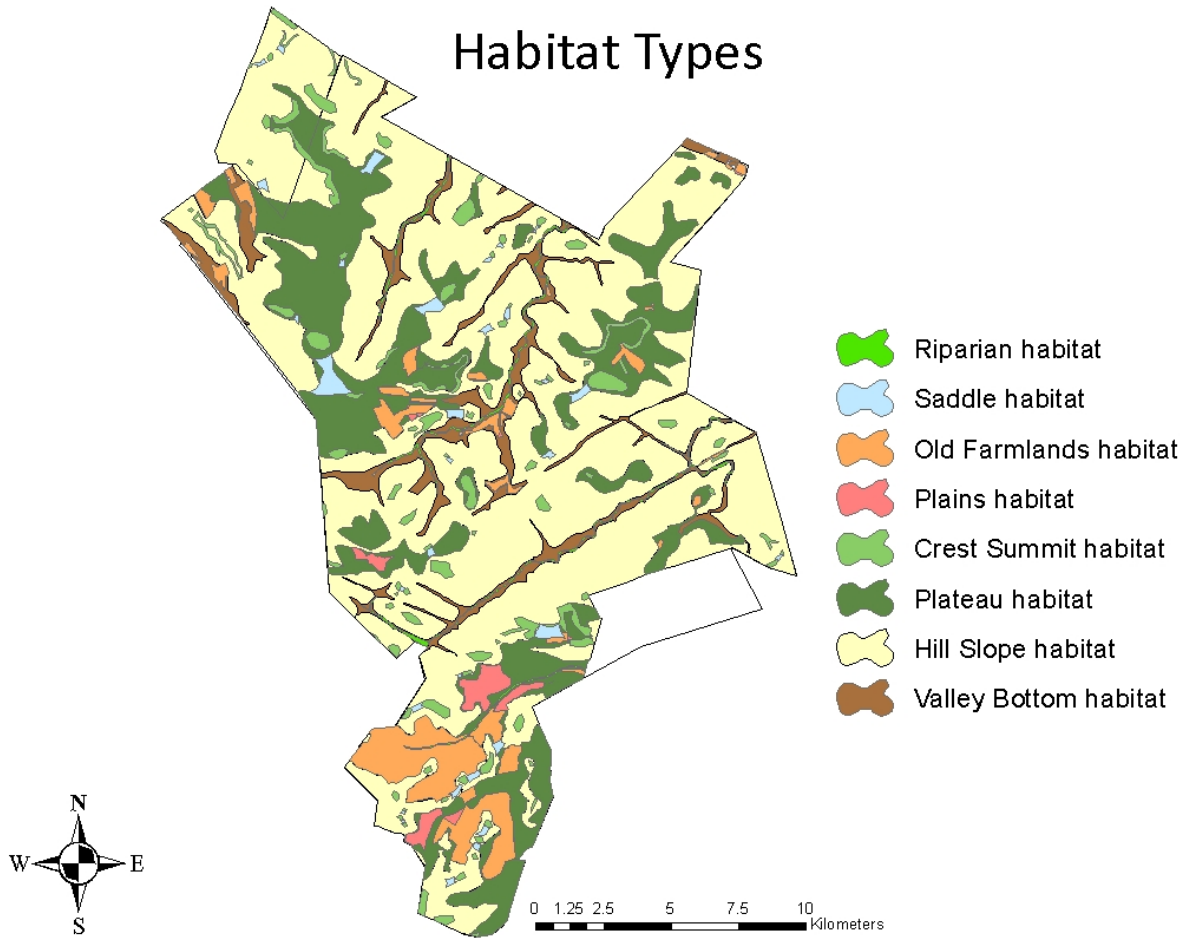 Habitat Types
Riparian habitat
Saddle habitat
Old Farmlands habitat
Plains habitat
Crest Summit habitat
Plateau habitat
Hill Slope habitat
Valley Bottom habitat
N
W E
S
0 1.25 2.5 5 7.5 10
Kilometers